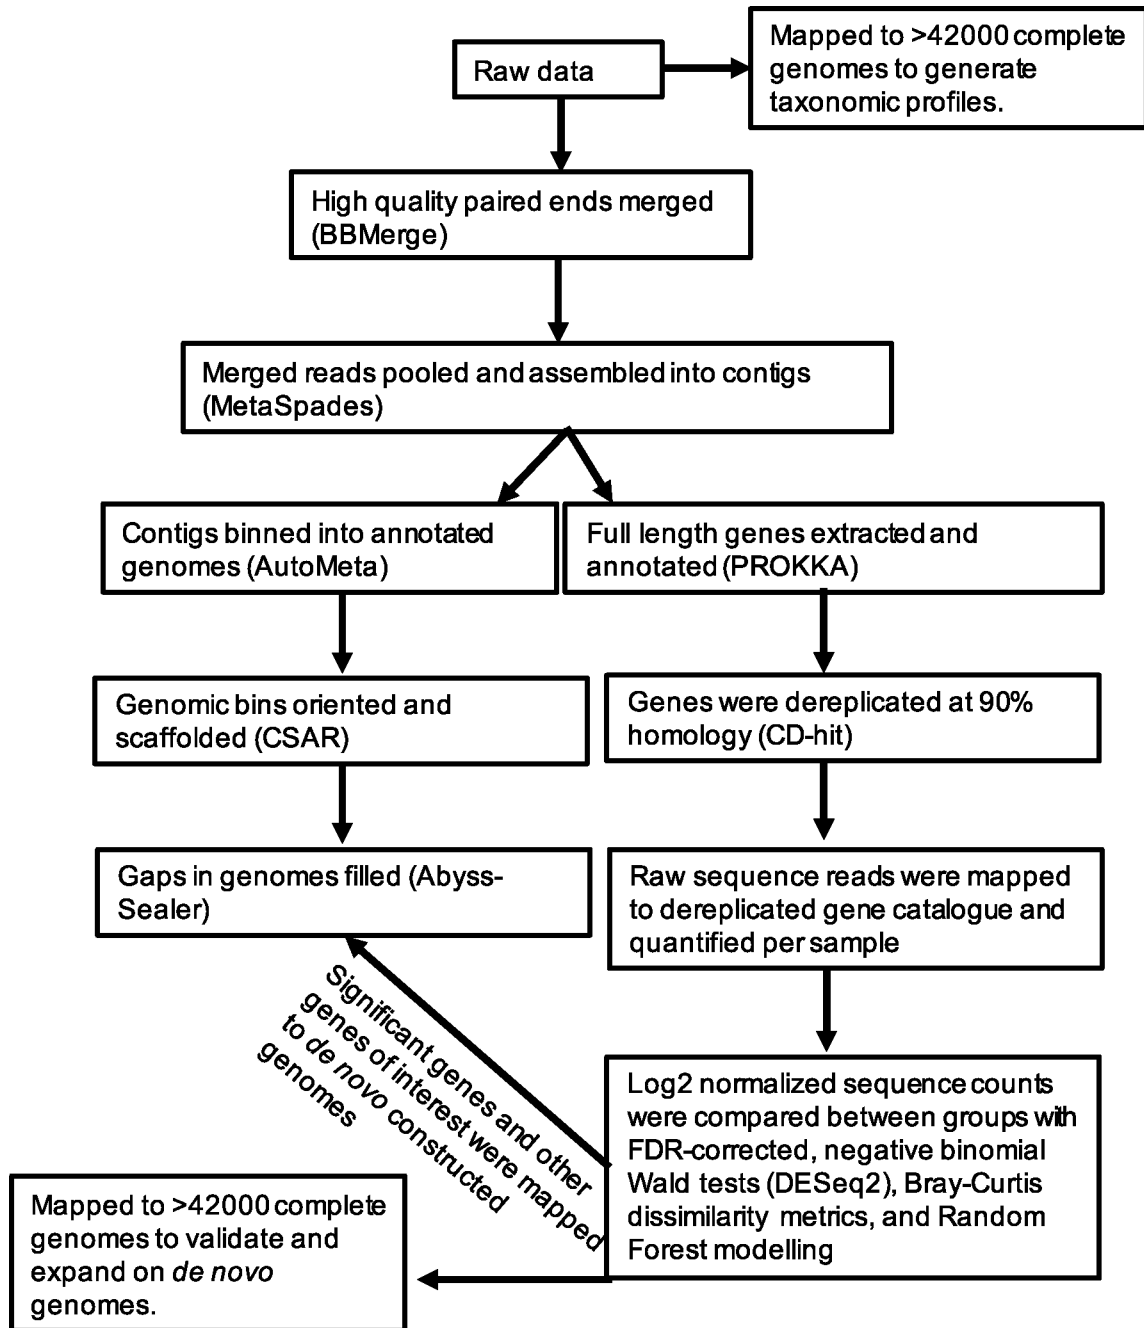 Raw data
Mapped to >42000 complete
genomes to generate
taxonomic profiles.
High quality paired ends merged
(BBMerge)
Merged reads pooled and assembled into contigs
(MetaSpades)
Contigs binned into annotated
genomes (AutoMeta)
Full length genes extracted and
annotated (PROKKA)
Genomic bins oriented and
scaffolded (CSAR)
Genes were dereplicated at 90%
homology (CD-hit)
Gaps in genomes filled (Abyss-
Sealer)
Raw sequence reads were mapped
to dereplicated gene catalogue and
quantified per sample
Significant genes and other
genes of interest were mapped
to de novo constructed
genomes
Log2 normalized sequence counts
were compared between groups with
FDR-corrected, negative binomial
Wald tests (DESeq2), Bray-Curtis
dissimilarity metrics, and Random
Forest modelling
Mapped to >42000 complete
genomes to validate and
expand on de novo
genomes.